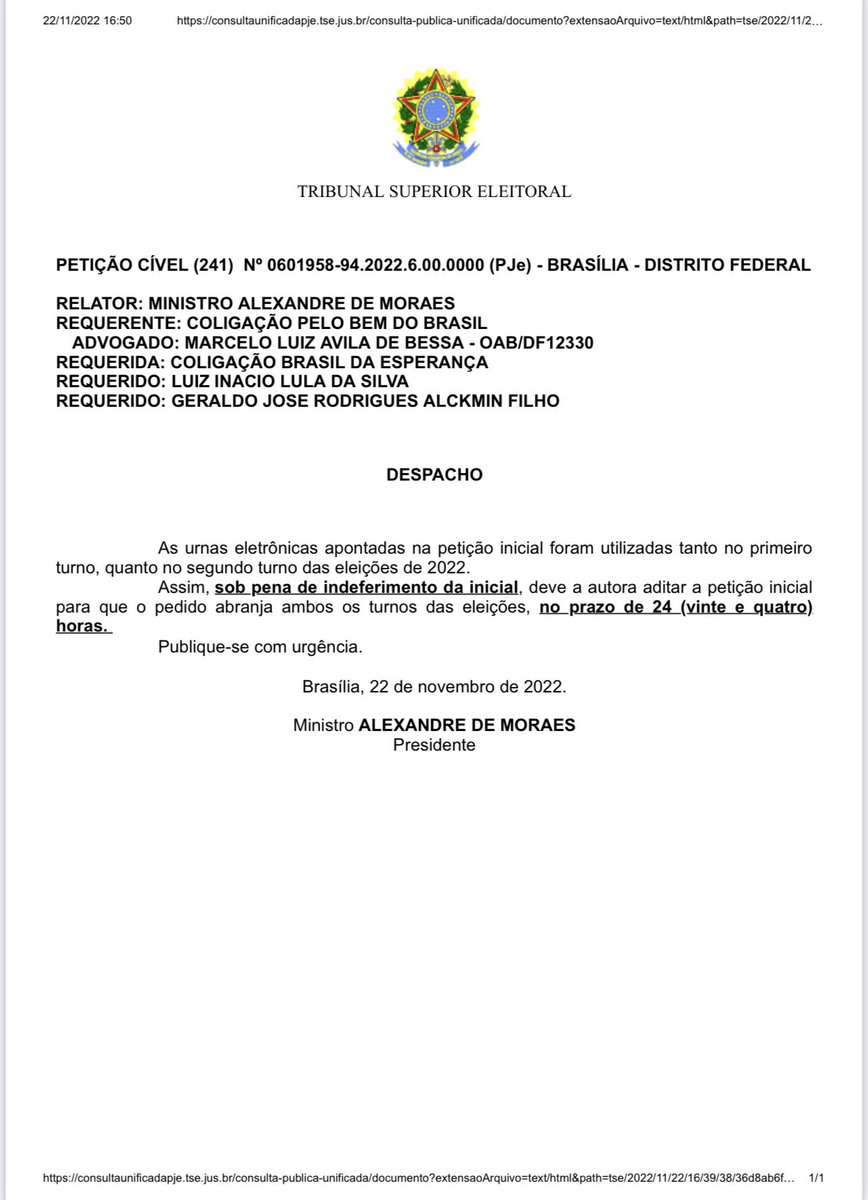 22/11/2022 16:50 https://consultaunificadapje.tse.jus.br/consulta-publica-unificada/documento?extensaoArquivo=text/html&path=tse/2022/11/2…
TRIBUNAL SUPERIOR ELEITORAL
PETIÇÃO CÍVEL (241) Nº 0601958-94.2022.6.00.0000 (PJe) - BRASÍLIA - DISTRITO FEDERAL
RELATOR: MINISTRO ALEXANDRE DE MORAES
REQUERENTE: COLIGAÇÃO PELO BEM DO BRASIL
ADVOGADO: MARCELO LUIZ AVILA DE BESSA - OAB/DF12330
REQUERIDA: COLIGAÇÃO BRASIL DA ESPERANÇA
REQUERIDO: LUIZ INACIO LULA DA SILVA
REQUERIDO: GERALDO JOSE RODRIGUES ALCKMIN FILHO
DESPACHO
As urnas eletrônicas apontadas na petição inicial foram utilizadas tanto no primeiro
turno, quanto no segundo turno das eleições de 2022.
Assim, sob pena de indeferimento da inicial, deve a autora aditar a petição inicial
para que o pedido abranja ambos os turnos das eleições, no prazo de 24 (vinte e quatro)
horas.
Publique-se com urgência.
Brasília, 22 de novembro de 2022.
Ministro ALEXANDRE DE MORAES
Presidente
https://consultaunificadapje.tse.jus.br/consulta-publica-unificada/documento?extensaoArquivo=text/html&path=tse/2022/11/22/16/39/38/36d8ab6f… 1/1